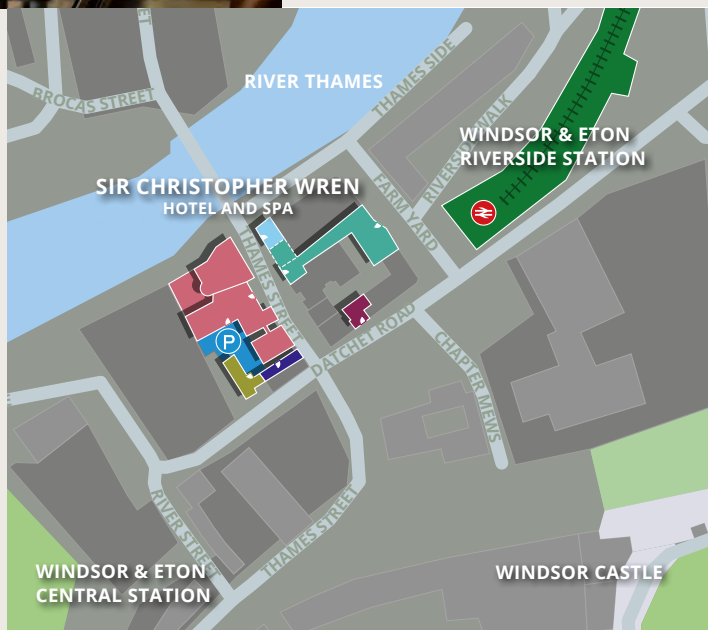 ET
BROCAS STREET
RIVER THAMES
THAMES SIDE
RIVERSIDE WALK
WINDSOR & ETON
RIVERSIDE STATION
SIR CHRISTOPHER WREN
HOTEL AND SPA
FARM YARD
THAMES STREET
P
DATCHET ROAD
CHAPTER MEWS
RIVER STREET
THAMES STREET
WINDSOR & ETON
CENTRAL STATION
WINDSOR CASTLE